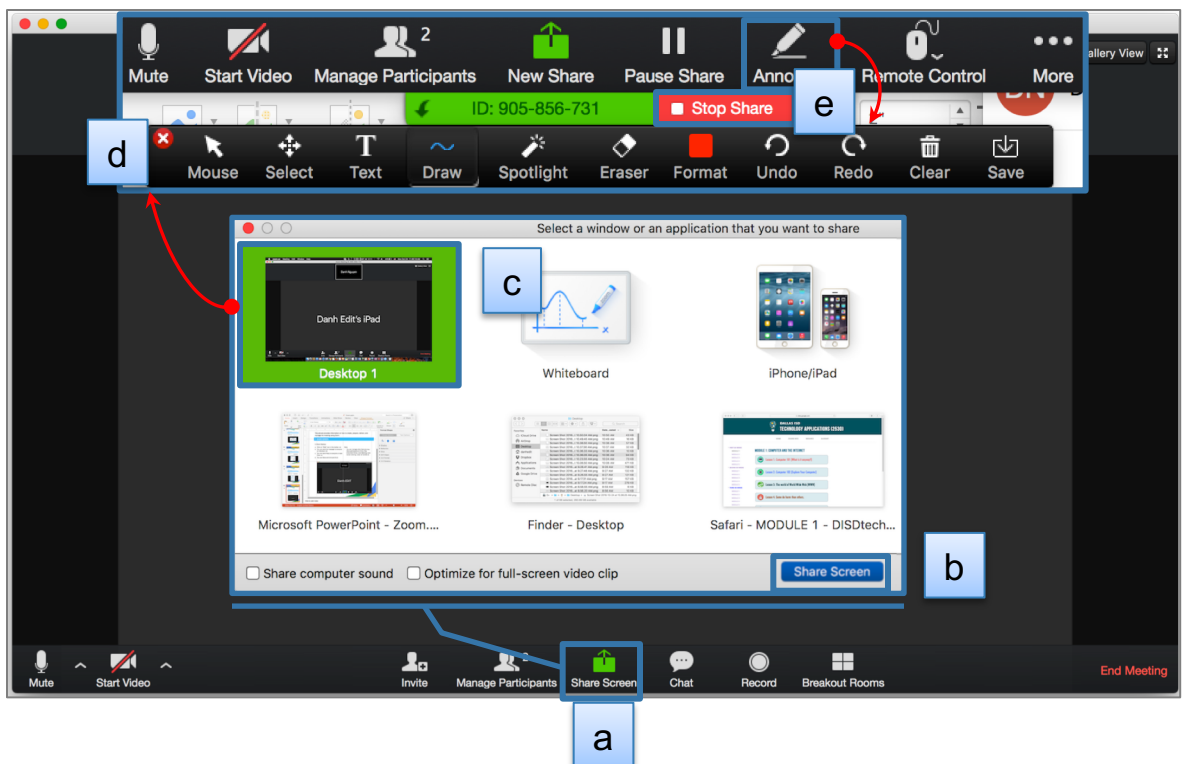 2
Mute Start Video Manage Participants New Share Pause Share Anno Remote Control More
allery View
e
ID: 905-856-731 Stop Share
d
Mouse Select Text Draw Spotlight Eraser Format Undo Redo Clear Save
Select a window or an application that you want to share
c
Danh Edit's iPad
Desktop 1 Whiteboard iPhone/iPad
TECHNOLOGY APPLICATIONS
Microsoft PowerPoint - Zoom.... Finder - Desktop Safari - MODULE 1 - DISDtech...
Share computer sound Optimize for full-screen video clip Share Screen
b
Mute Start Video Invite Manage Participants Share Screen Chat Record Breakout Rooms End Meeting
a